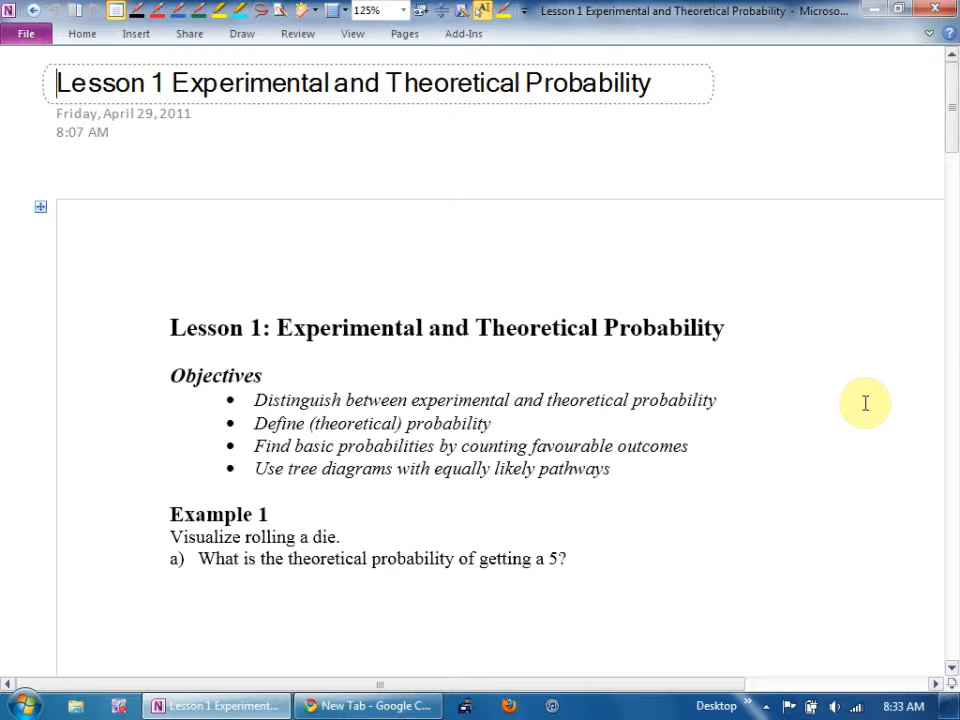 125%
Lesson 1 Experimental and Theoretical Probability - Microso...
File Home Insert Share Draw Review View Pages Add-Ins
Lesson 1 Experimental and Theoretical Probability
Friday, April 29, 2011
8:07 AM
Lesson 1: Experimental and Theoretical Probability
Objectives
• Distinguish between experimental and theoretical probability
• Define (theoretical) probability
• Find basic probabilities by counting favourable outcomes
• Use tree diagrams with equally likely pathways
Example 1
Visualize rolling a die.
a) What is the theoretical probability of getting a 5?
Lesson 1 Experiment... New Tab - Google C... Desktop » 8:33 AM